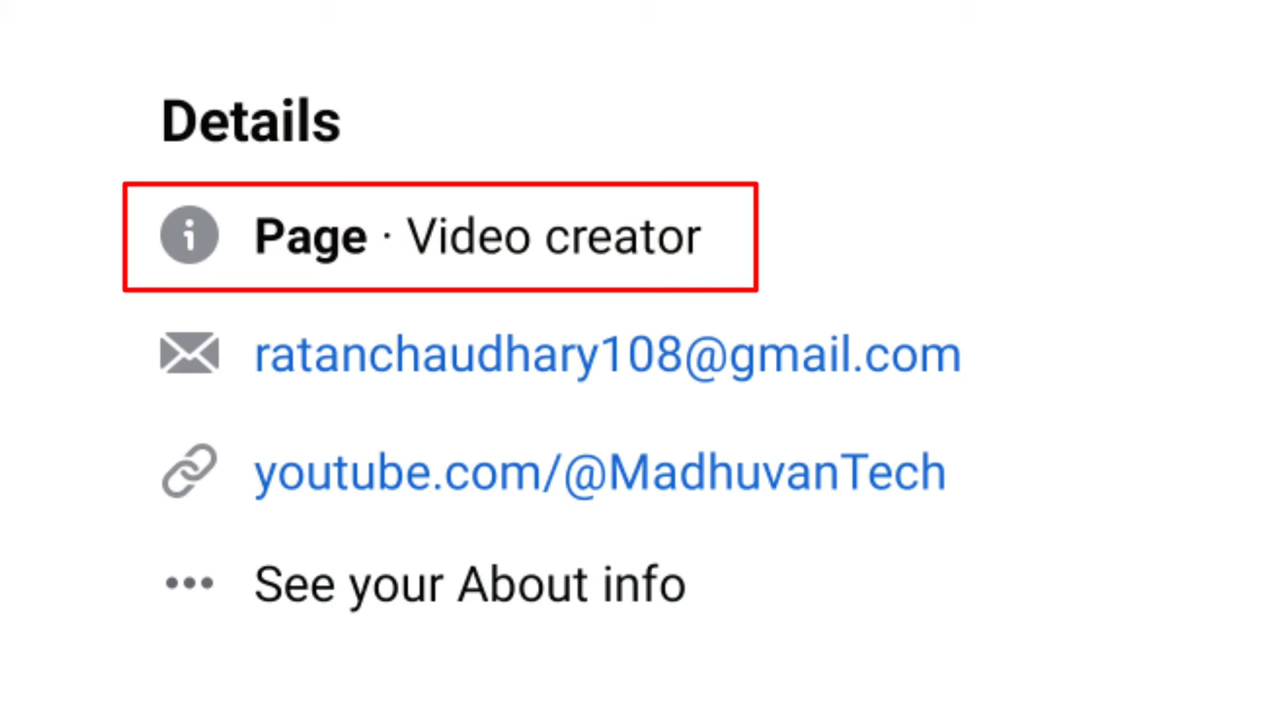 Details
Page · Video creator
ratanchaudhary108@gmail.com
youtube.com/@MadhuvanTech
See your About info